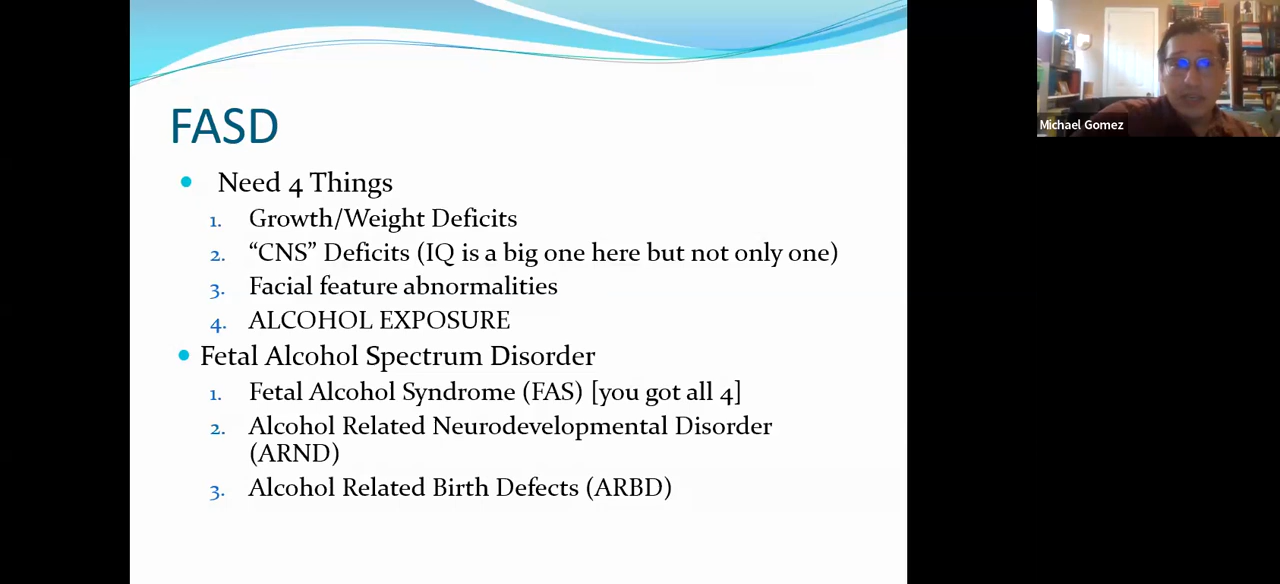 FASD
Need 4 Things
1. Growth/Weight Deficits
2. “CNS” Deficits (IQ is a big one here but not only one)
3. Facial feature abnormalities
4. ALCOHOL EXPOSURE
Fetal Alcohol Spectrum Disorder
1. Fetal Alcohol Syndrome (FAS) [you got all 4]
2. Alcohol Related Neurodevelopmental Disorder
(ARND)
3. Alcohol Related Birth Defects (ARBD)
Michael Gomez